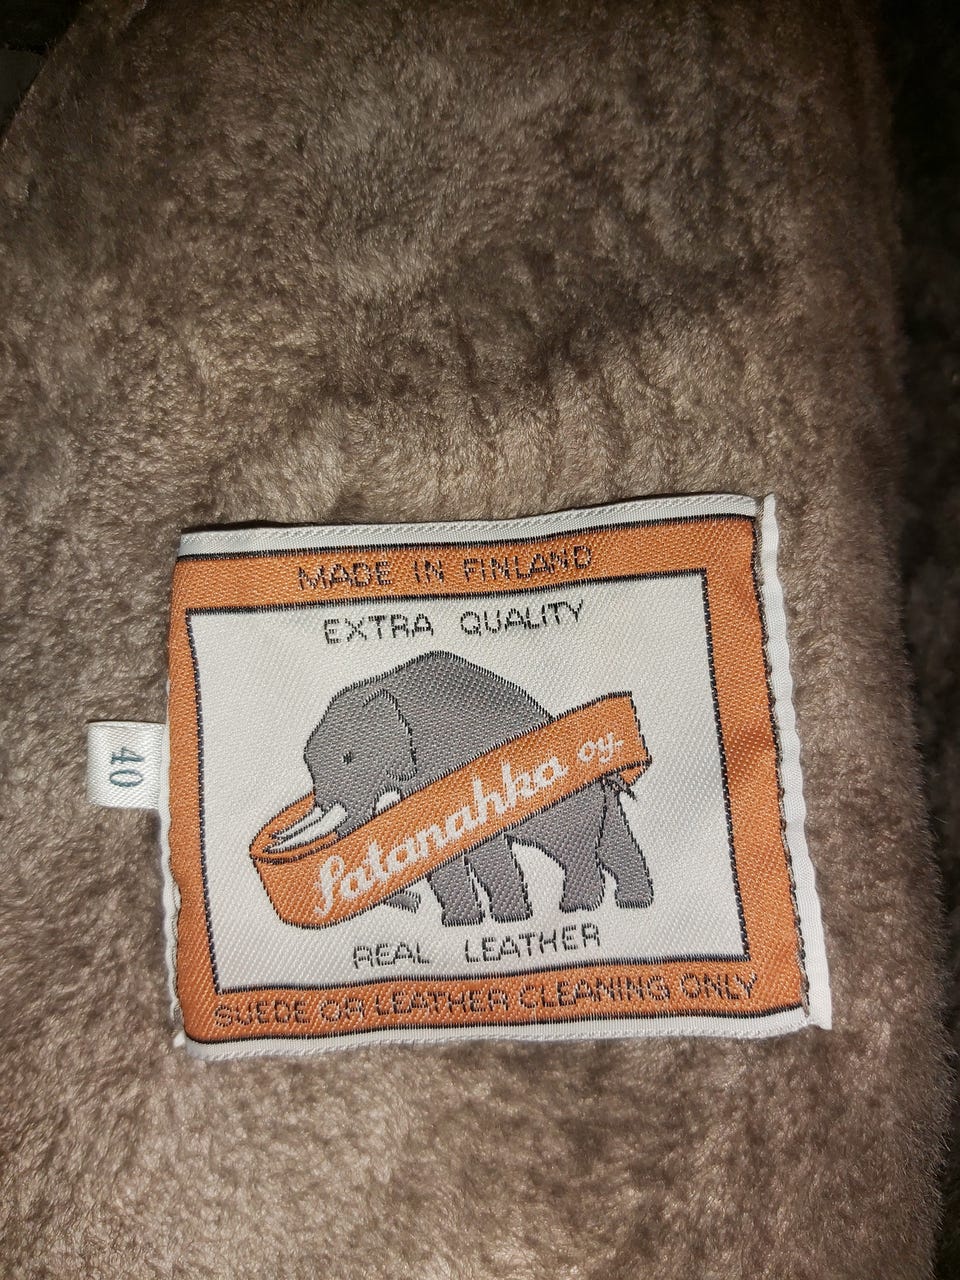 MADE IN FINLAND
EXTRA QUALITY
Satanahka oy.
REAL LEATHER
SUEDE OR LEATHER CLEANING ONLY
40